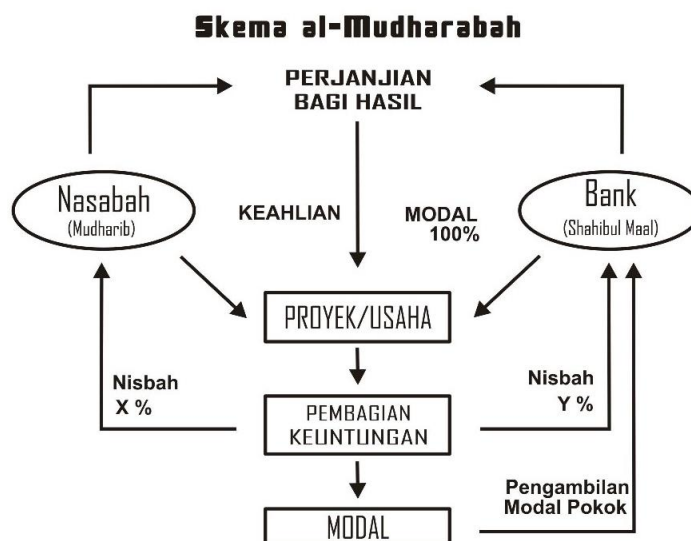 Skema al-Mudharabah
PERJANJIAN
BAGI HASIL
Nasabah
(Mudharib)
Bank
(Shahibul Maal)
KEAHLIAN
MODAL
100%
PROYEK/USAHA
Nisbah
X %
Nisbah
Y %
PEMBAGIAN
KEUNTUNGAN
Pengambilan
Modal Pokok
MODAL